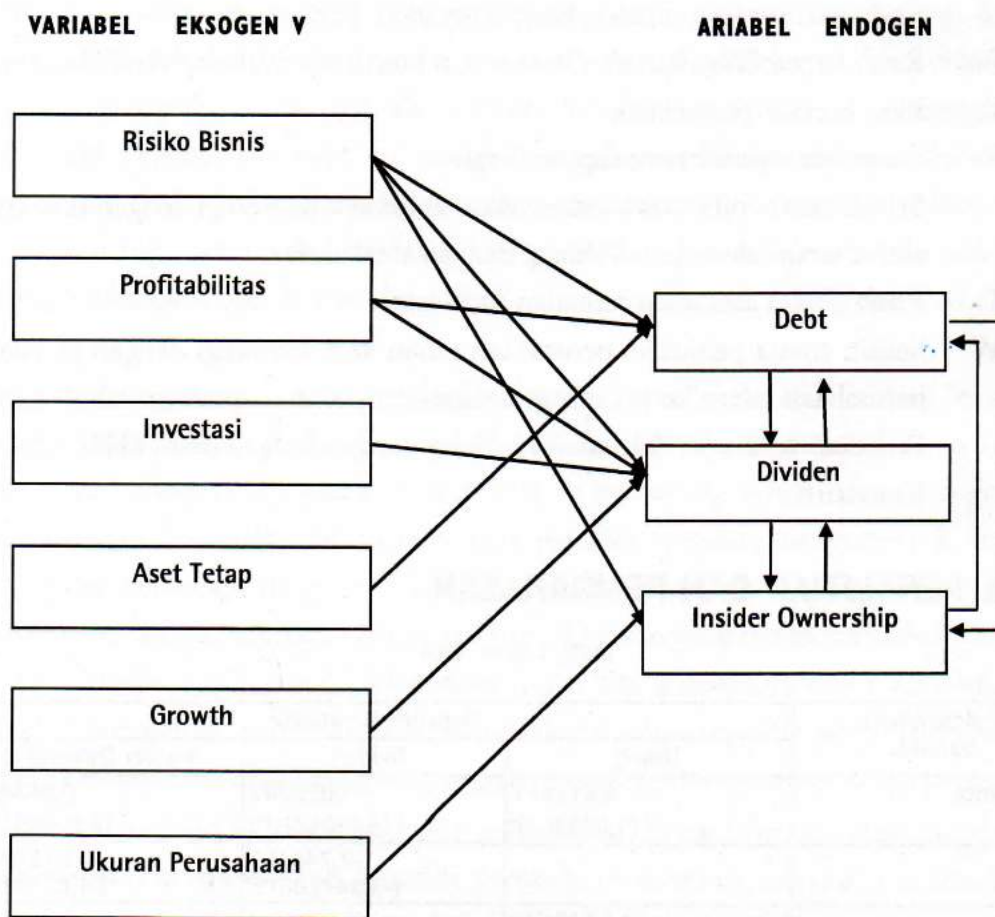 VARIABEL EKSOGEN V ARIABEL ENDOGEN
Risiko Bisnis
Profitabilitas
Investasi
Aset Tetap
Growth
Ukuran Perusahaan
Debt
Dividen
Insider Ownership